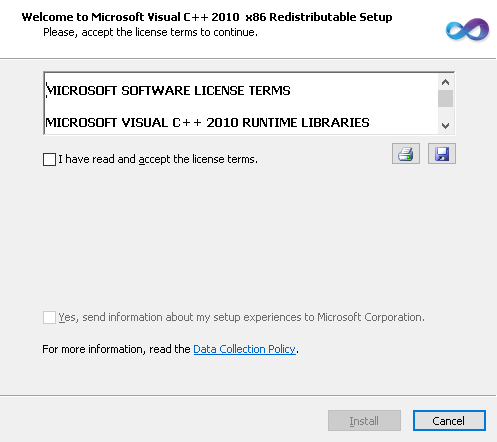 Welcome to Microsoft Visual C++ 2010 x86 Redistributable Setup
Please, accept the license terms to continue.
MICROSOFT SOFTWARE LICENSE TERMS
MICROSOFT VISUAL C++ 2010 RUNTIME LIBRARIES
I have read and accept the license terms.
Yes, send information about my setup experiences to Microsoft Corporation.
For more information, read the Data Collection Policy.
Install Cancel